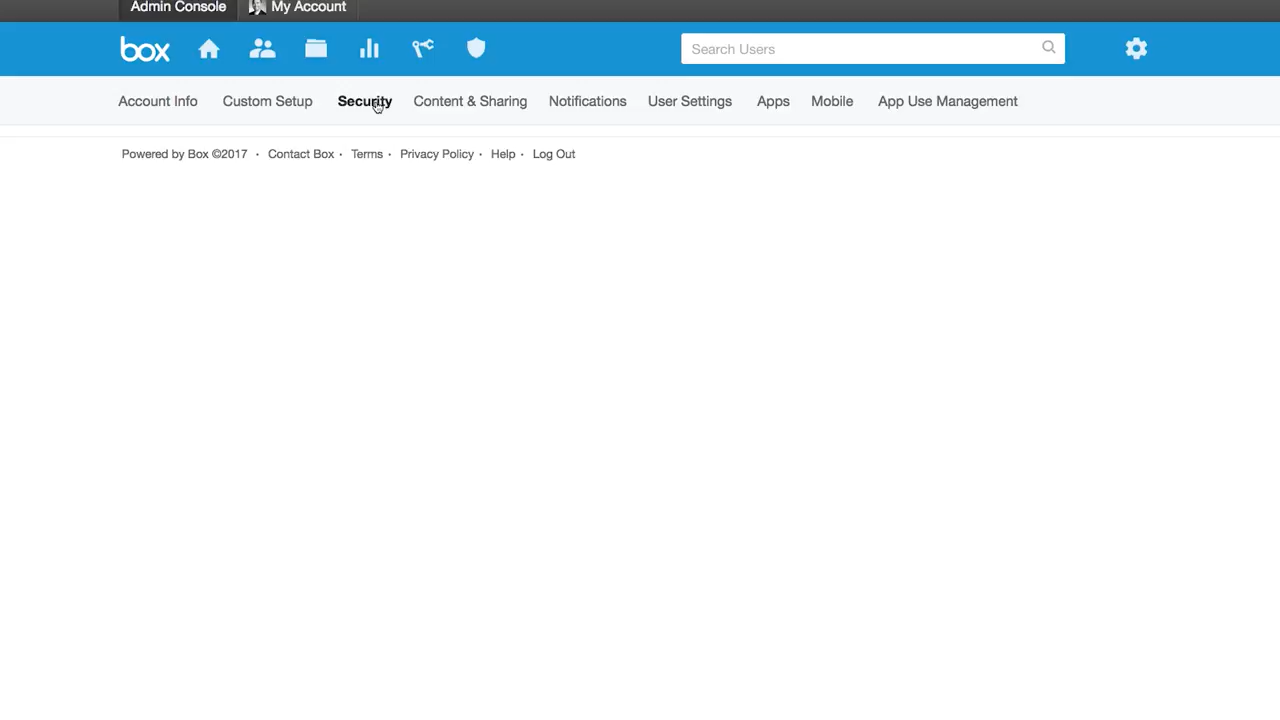 Admin Console My Account
box Search Users
Account Info Custom Setup Security Content & Sharing Notifications User Settings Apps Mobile App Use Management
Powered by Box ©2017 · Contact Box · Terms · Privacy Policy · Help · Log Out